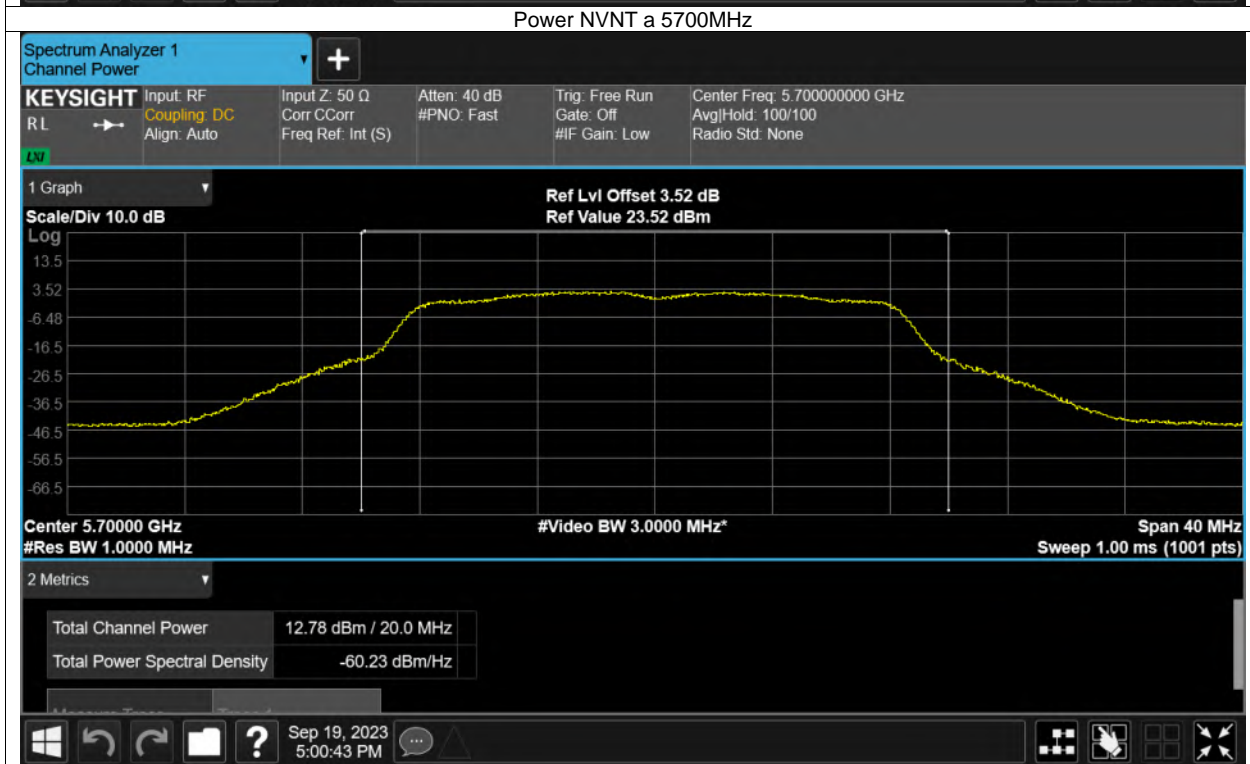 Power NVNT a 5700MHz
Spectrum Analyzer 1
Channel Power
KEYSIGHT
RL
LXI
Input: RF
Coupling: DC
Align: Auto
Input Z: 50 Ω
Corr CCorr
Freq Ref: Int (S)
Atten: 40 dB
#PNO: Fast
Trig: Free Run
Gate: Off
#IF Gain: Low
Center Freq: 5.700000000 GHz
Avg|Hold: 100/100
Radio Std: None
1 Graph
Scale/Div 10.0 dB
Ref Lvl Offset 3.52 dB
Ref Value 23.52 dBm
Log
13.5
3.52
-6.48
-16.5
-26.5
-36.5
-46.5
-56.5
-66.5
Center 5.70000 GHz
#Video BW 3.0000 MHz*
Span 40 MHz
#Res BW 1.0000 MHz
Sweep 1.00 ms (1001 pts)
2 Metrics
Total Channel Power 12.78 dBm / 20.0 MHz
Total Power Spectral Density -60.23 dBm/Hz
Sep 19, 2023
5:00:43 PM